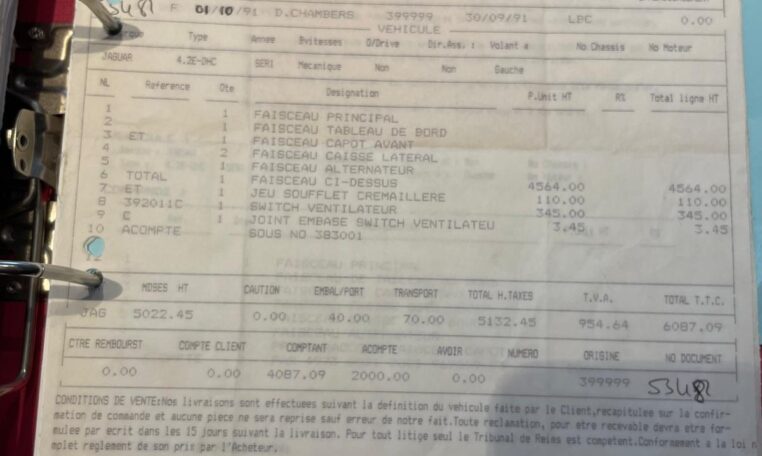 53482 F 01/10/91 D.CHAMBERS 399999 30/09/91 LBC 0.00
VEHICULE
Type Annee Bvitesses O/Drive Dir.Ass.: Volant a No Chassis No Moteur
JAGUAR 4.2E-DHC SERI Mecanique Non Non Gauche
NL Reference Qte Designation P.Unit HT R% Total ligne HT
1 1 FAISCEAU PRINCIPAL
2 1 FAISCEAU TABLEAU DE BORD
3 ET 1 FAISCEAU CAPOT AVANT
4 2 FAISCEAU CAISSE LATERAL
5 1 FAISCEAU ALTERNATEUR
6 TOTAL 1 FAISCEAU CI-DESSUS 4564.00 4564.00
7 ET 1 JEU SOUFFLET CREMAILLERE 110.00 110.00
8 392011C 1 SWITCH VENTILATEUR 345.00 345.00
9 C 1 JOINT EMBASE SWITCH VENTILATEU 3.45 3.45
10 ACOMPTE SOUS NO 383001
MDSES HT CAUTION EMBAL/PORT TRANSPORT TOTAL H.TAXES T.V.A. TOTAL T.T.C.
JAG 5022.45 0.00 40.00 70.00 5132.45 954.64 6087.09
CTRE REMBOURST COMPTE CLIENT COMPTANT ACOMPTE AVOIR NUMERO ORIGINE NO DOCUMENT
0.00 0.00 4087.09 2000.00 0.00 399999 53482
CONDITIONS DE VENTE:Nos livraisons sont effectuees suivant la definition du vehicule faite par le Client,recapitulee sur la confir-
mation de commande et aucune piece ne sera reprise sauf erreur de notre fait.Toute reclamation, pour etre recevable devra etre for-
mulee par ecrit dans les 15 jours suivant la livraison. Pour tout litige seul le Tribunal de Reims est competent.Conformement a la loi
mplet reglement de son prix par l'Acheteur.